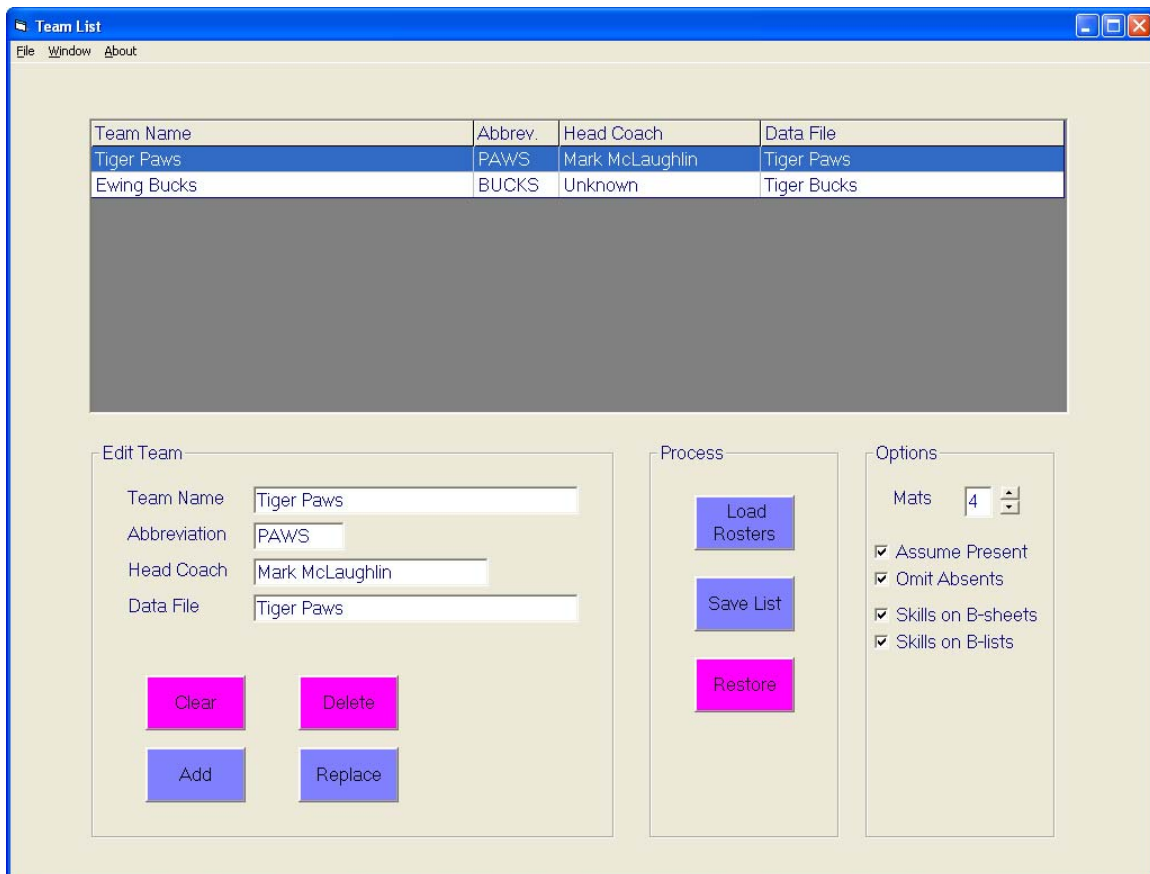 Team List
File Window About
Team Name Abbrev. Head Coach Data File
Tiger Paws PAWS Mark McLaughlin Tiger Paws
Ewing Bucks BUCKS Unknown Tiger Bucks
Edit Team
Team Name Tiger Paws
Abbreviation PAWS
Head Coach Mark McLaughlin
Data File Tiger Paws
Clear Delete
Add Replace
Process
Load
Rosters
Save List
Restore
Options
Mats 4
Assume Present
Omit Absents
Skills on B-sheets
Skills on B-lists